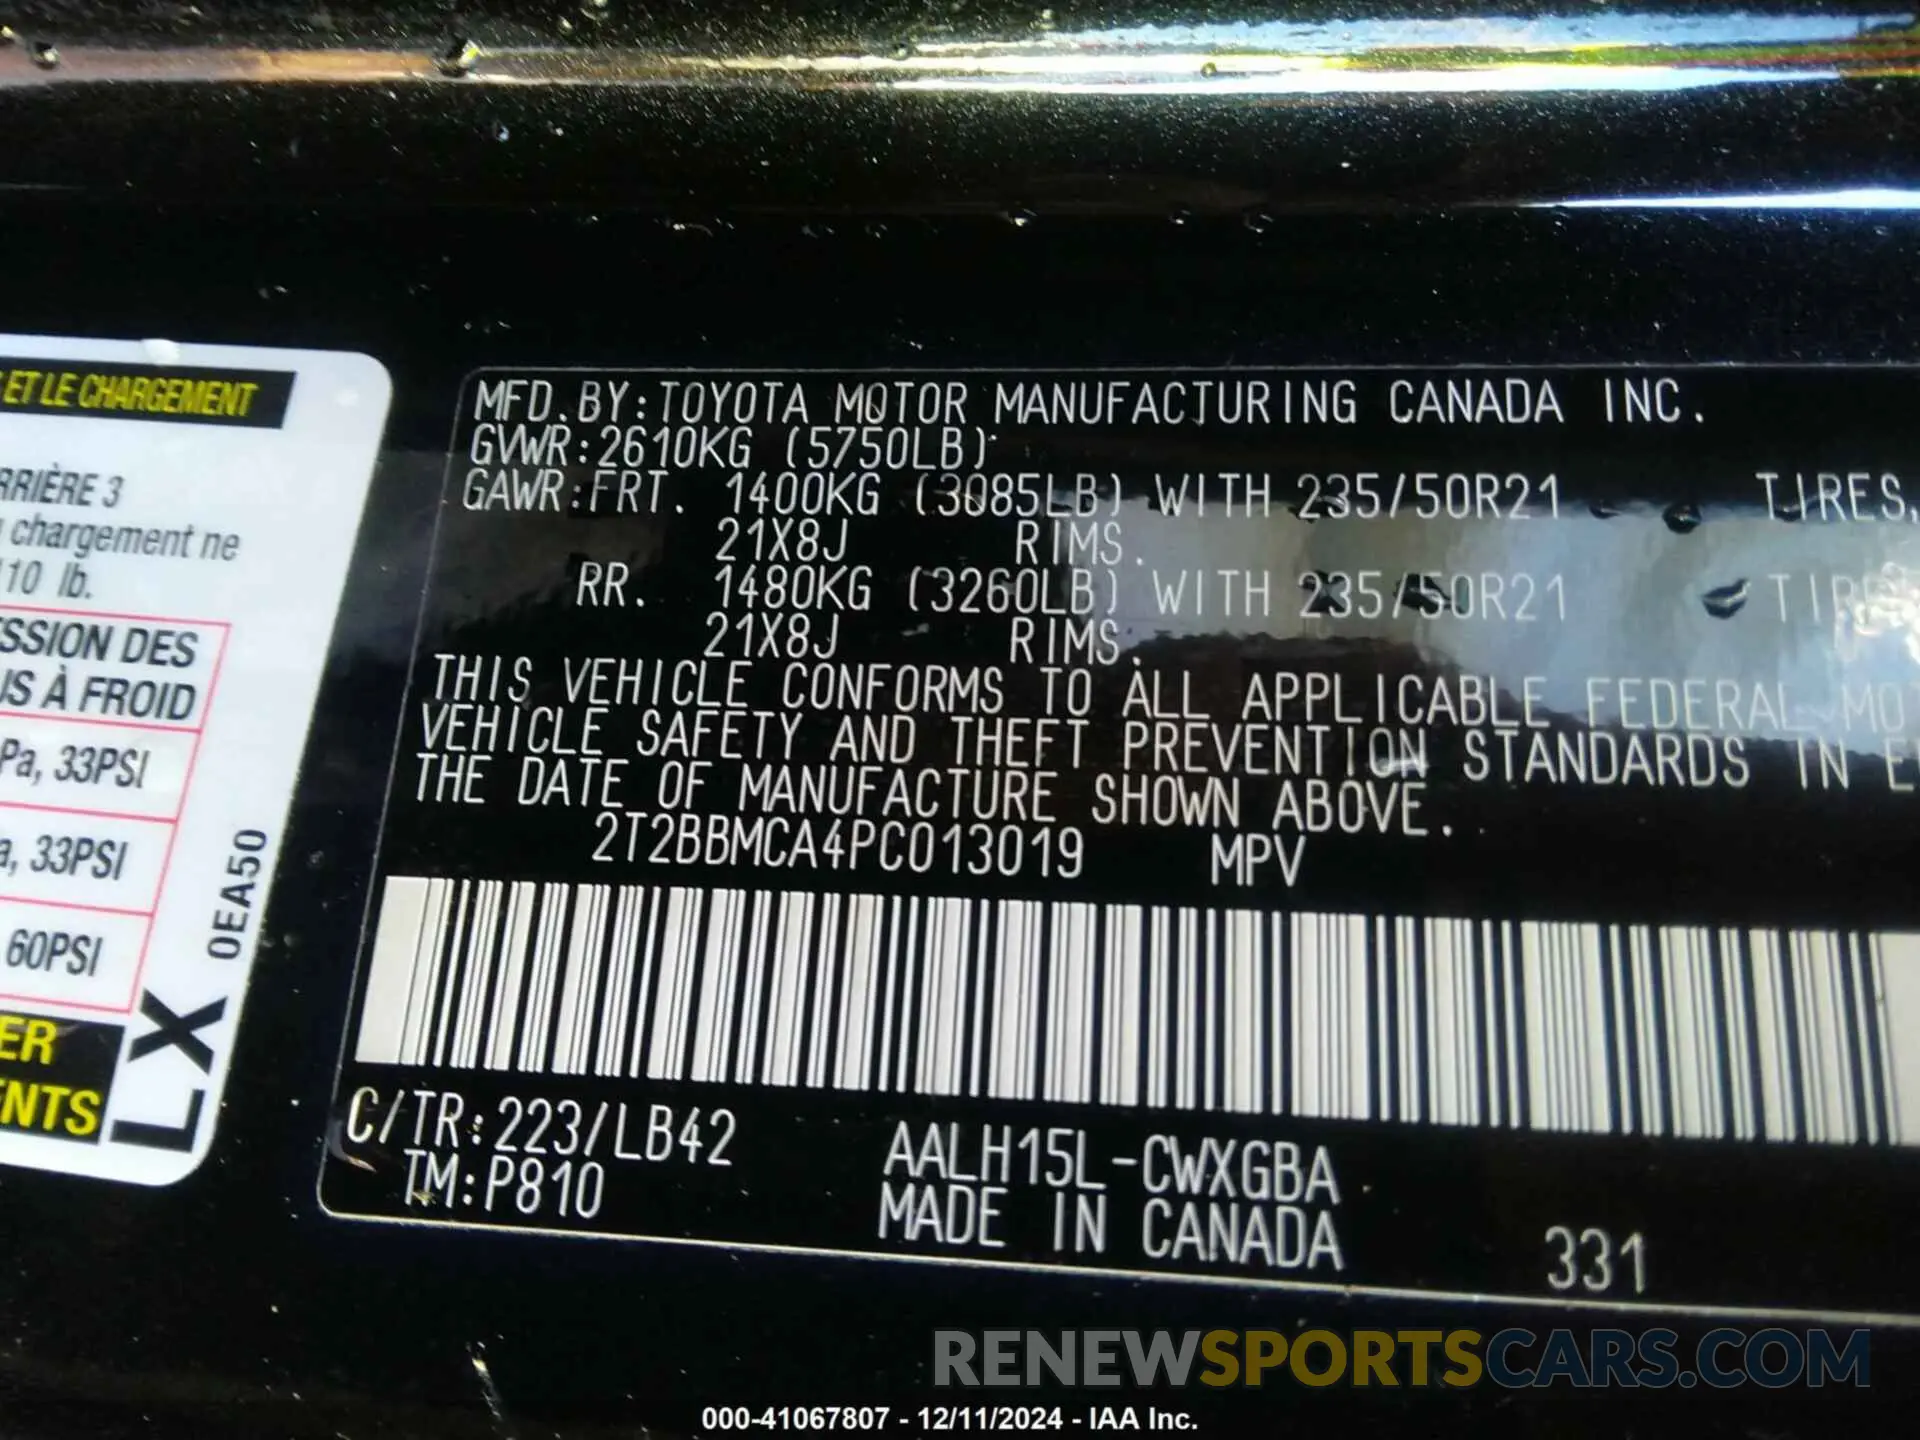 ET LE CHARGEMENT
RRIÈRE 3
chargement ne
10 lb.
SSION DES
US À FROID
Pa, 33PSI
a, 33PSI
60PSI
ER
ENTS
LX
0EA50
MFD.BY:TOYOTA MOTOR MANUFACTURING CANADA INC.
GVWR:2610KG (5750LB)
GAWR:FRT. 1400KG (3085LB) WITH 235/50R21 TIRES,
21X8J RIMS.
RR. 1480KG (3260LB) WITH 235/50R21 TIRE
21X8J RIMS.
THIS VEHICLE CONFORMS TO ALL APPLICABLE FEDERAL MO
VEHICLE SAFETY AND THEFT PREVENTION STANDARDS IN E
THE DATE OF MANUFACTURE SHOWN ABOVE.
2T2BBMCA4PC013019 MPV
C/TR:223/LB42 AALH15L-CWXGBA
TM:P810 MADE IN CANADA 331
RENEWSPORTSCARS.COM
000-41067807 - 12/11/2024 - IAA Inc.